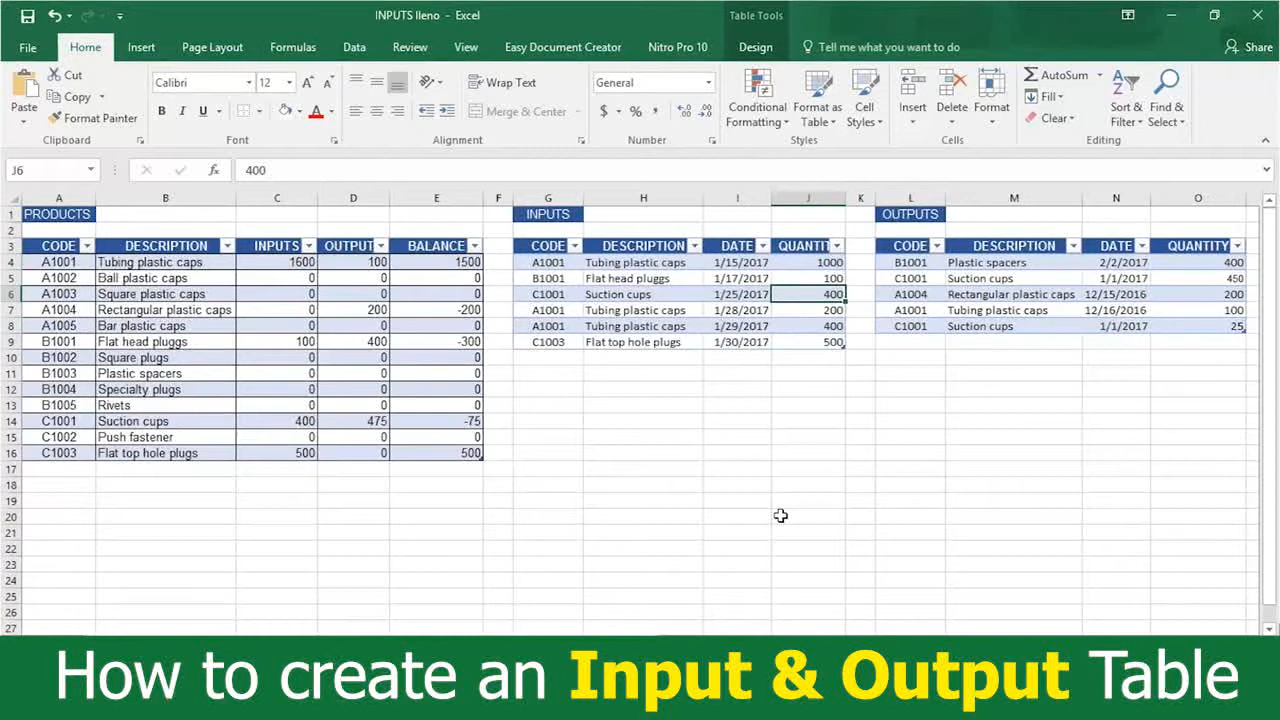 INPUTS lleno - Excel
Table Tools
File Home Insert Page Layout Formulas Data Review View Easy Document Creator Nitro Pro 10 Design Tell me what you want to do Share
Paste Cut Copy Format Painter
Clipboard
Calibri 12 A A
B I U A
Font
Wrap Text
Merge & Center
Alignment
General
$ % ,
Number
Conditional Formatting Format as Table Cell Styles
Styles
Insert Delete Format
Cells
AutoSum Fill Clear Sort & Filter Find & Select
Editing
J6 fx 400
A B C D E F G H I J K L M N O
1 PRODUCTS INPUTS OUTPUTS
2
3 CODE DESCRIPTION INPUTS OUTPUT BALANCE CODE DESCRIPTION DATE QUANTIT CODE DESCRIPTION DATE QUANTITY
4 A1001 Tubing plastic caps 1600 100 1500 A1001 Tubing plastic caps 1/15/2017 1000 B1001 Plastic spacers 2/2/2017 400
5 A1002 Ball plastic caps 0 0 0 B1001 Flat head pluggs 1/17/2017 100 C1001 Suction cups 1/1/2017 450
6 A1003 Square plastic caps 0 0 0 C1001 Suction cups 1/25/2017 400 A1004 Rectangular plastic caps 12/15/2016 200
7 A1004 Rectangular plastic caps 0 200 -200 A1001 Tubing plastic caps 1/28/2017 200 A1001 Tubing plastic caps 12/16/2016 100
8 A1005 Bar plastic caps 0 0 0 A1001 Tubing plastic caps 1/29/2017 400 C1001 Suction cups 1/1/2017 25
9 B1001 Flat head pluggs 100 400 -300 C1003 Flat top hole plugs 1/30/2017 500
10 B1002 Square plugs 0 0 0
11 B1003 Plastic spacers 0 0 0
12 B1004 Specialty plugs 0 0 0
13 B1005 Rivets 0 0 0
14 C1001 Suction cups 400 475 -75
15 C1002 Push fastener 0 0 0
16 C1003 Flat top hole plugs 500 0 500
17
18
19
20
21
22
23
24
25
26
27
How to create an Input & Output Table